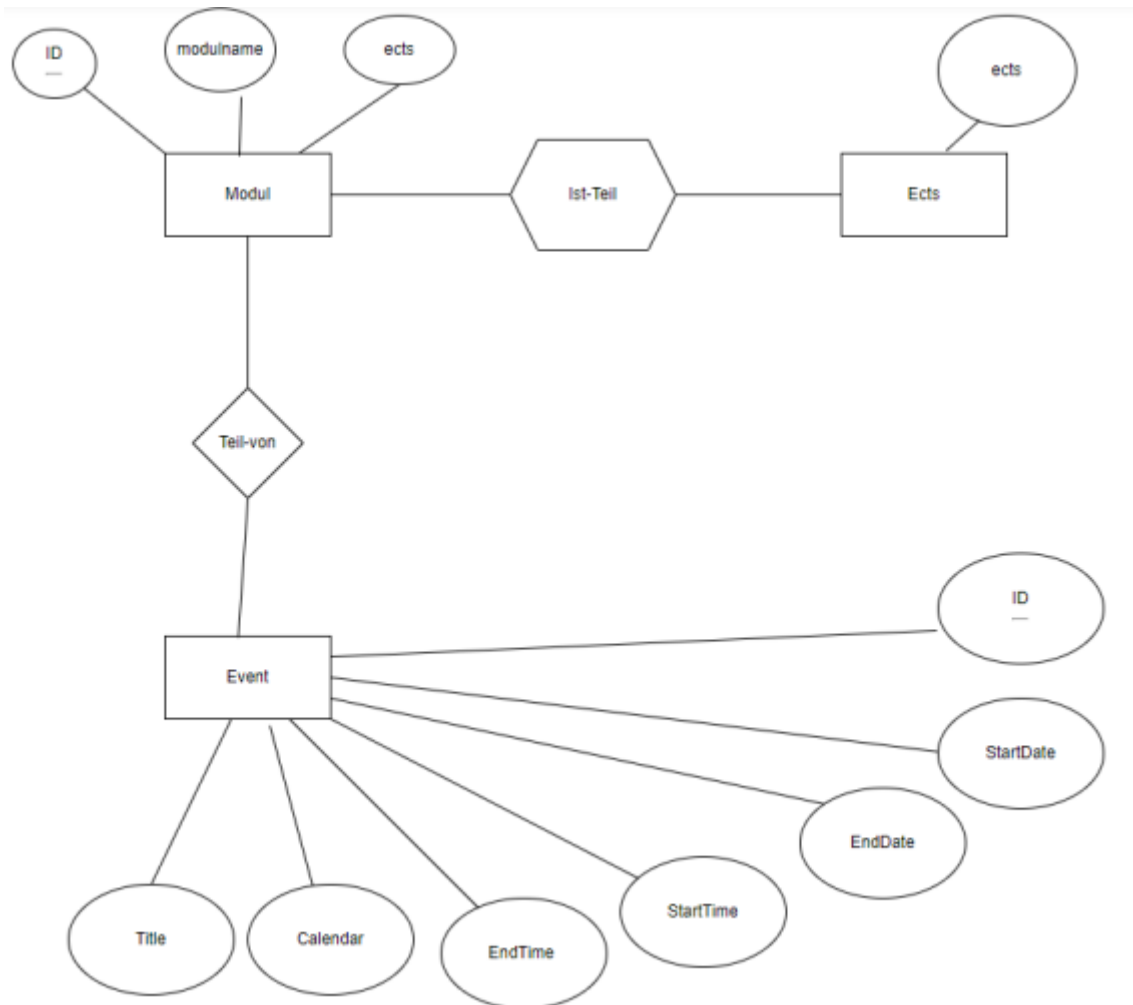 ID
modulname
ects
ects
Modul
Ist-Teil
Ects
Teil-von
ID
Event
StartDate
EndDate
StartTime
Title
Calendar
EndTime